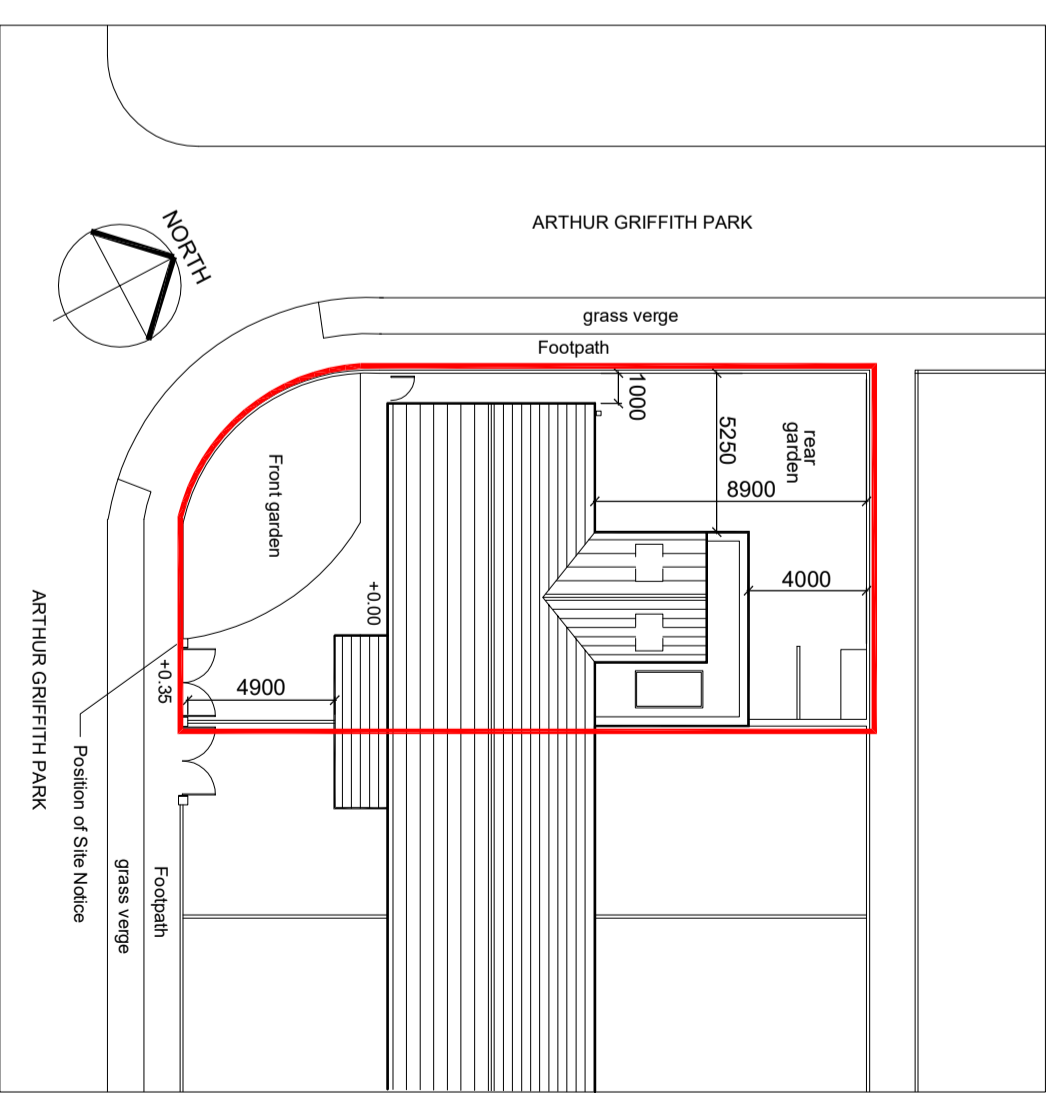 ARTHUR GRIFFITH PARK
NORTH
grass verge
Footpath
1000
5250
rear
garden
8900
Front garden
4000
+0.00
ARTHUR GRIFFITH PARK
+0.35
4900
Position of Site Notice
grass verge
Footpath